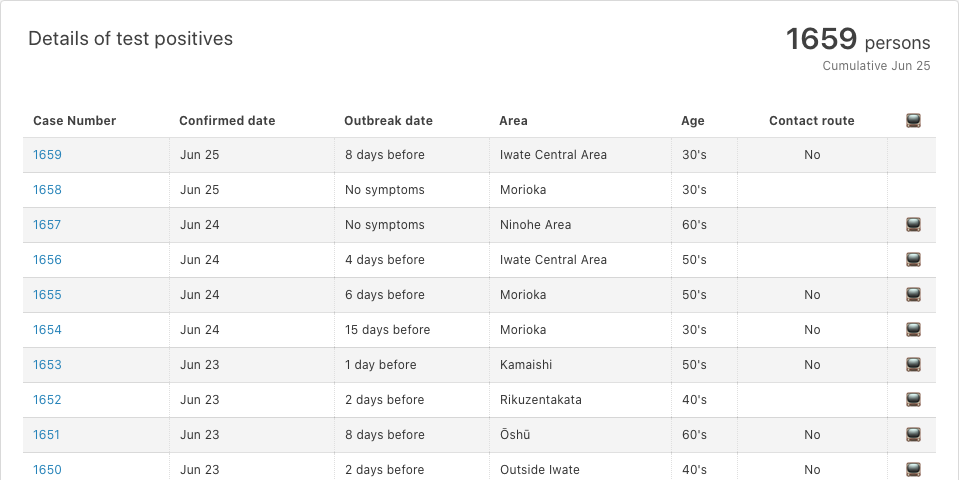 Details of test positives
1659 persons
Cumulative Jun 25
Case Number Confirmed date Outbreak date Area Age Contact route
1659 Jun 25 8 days before Iwate Central Area 30's No
1658 Jun 25 No symptoms Morioka 30's
1657 Jun 24 No symptoms Ninohe Area 60's
1656 Jun 24 4 days before Iwate Central Area 50's
1655 Jun 24 6 days before Morioka 50's No
1654 Jun 24 15 days before Morioka 30's No
1653 Jun 23 1 day before Kamaishi 50's No
1652 Jun 23 2 days before Rikuzentakata 40's
1651 Jun 23 8 days before Ōshū 60's No
1650 Jun 23 2 days before Outside Iwate 40's No